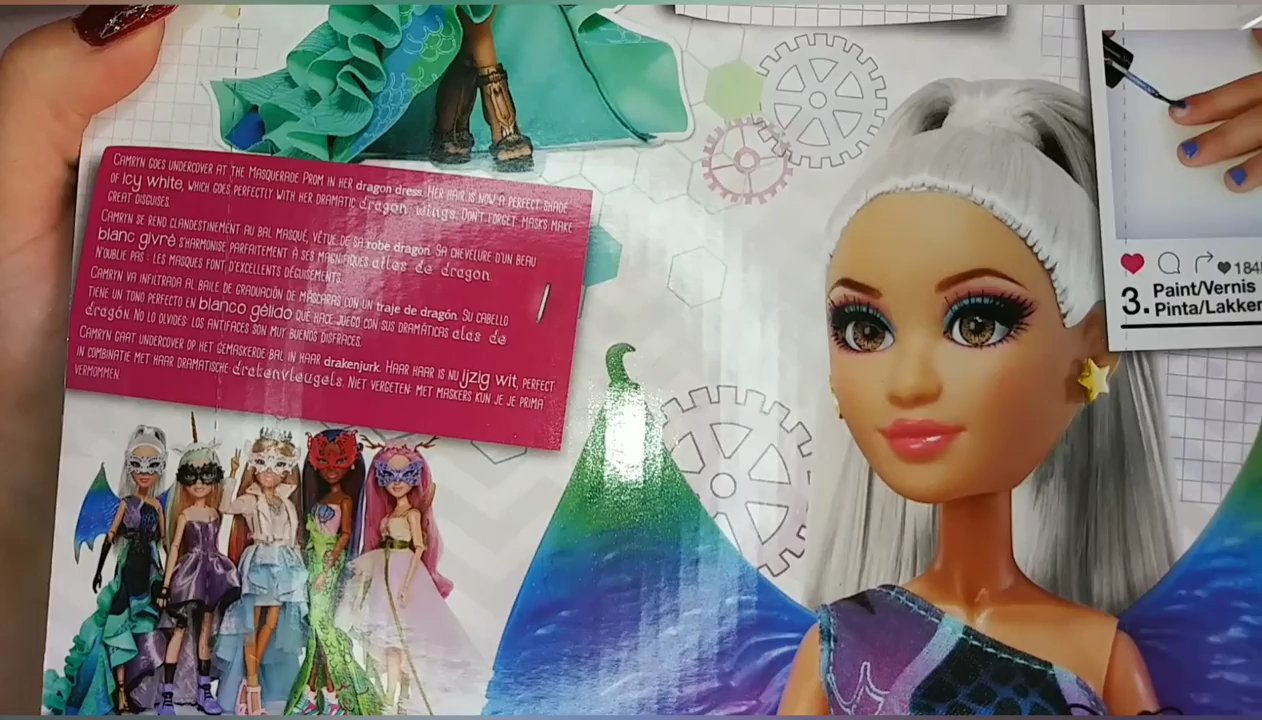 CAMRYN GOES UNDERCOVER AT THE MASQUERADE PROM IN HER dragon dress. HER HAIR IS NOW A PERFECT SHADE
OF icy white, WHICH GOES PERFECTLY WITH HER DRAMATIC dragon wings. DON'T FORGET: MASKS MAKE
GREAT DISGUISES.
CAMRYN SE REND CLANDESTINEMENT AU BAL MASQUÉ, VÊTUE DE SA robe dragon. SA CHEVELURE D'UN BEAU
blanc givré S'HARMONISE PARFAITEMENT À SES MAGNIFIQUES ailes de dragon.
N'OUBLIE PAS : LES MASQUES FONT D'EXCELLENTS DÉGUISEMENTS.
CAMRYN VA INFILTRADA AL BAILE DE GRADUACIÓN DE MÁSCARAS CON UN traje de dragón. SU CABELLO
TIENE UN TONO PERFECTO EN blanco gélido QUE HACE JUEGO CON SUS DRAMÁTICAS alas de
dragón. NO LO OLVIDES: LOS ANTIFACES SON MUY BUENOS DISFRACES.
CAMRYN GAAT UNDERCOVER OP HET GEMASKERDE BAL IN HAAR drakenjurk. HAAR HAAR IS NU ijzig wit, PERFECT
IN COMBINATIE MET HAAR DRAMATISCHE drakenvleugels. NIET VERGETEN: MET MASKERS KUN JE JE PRIMA
VERMOMMEN.
184
3. Paint/Vernis
Pinta/Lakker